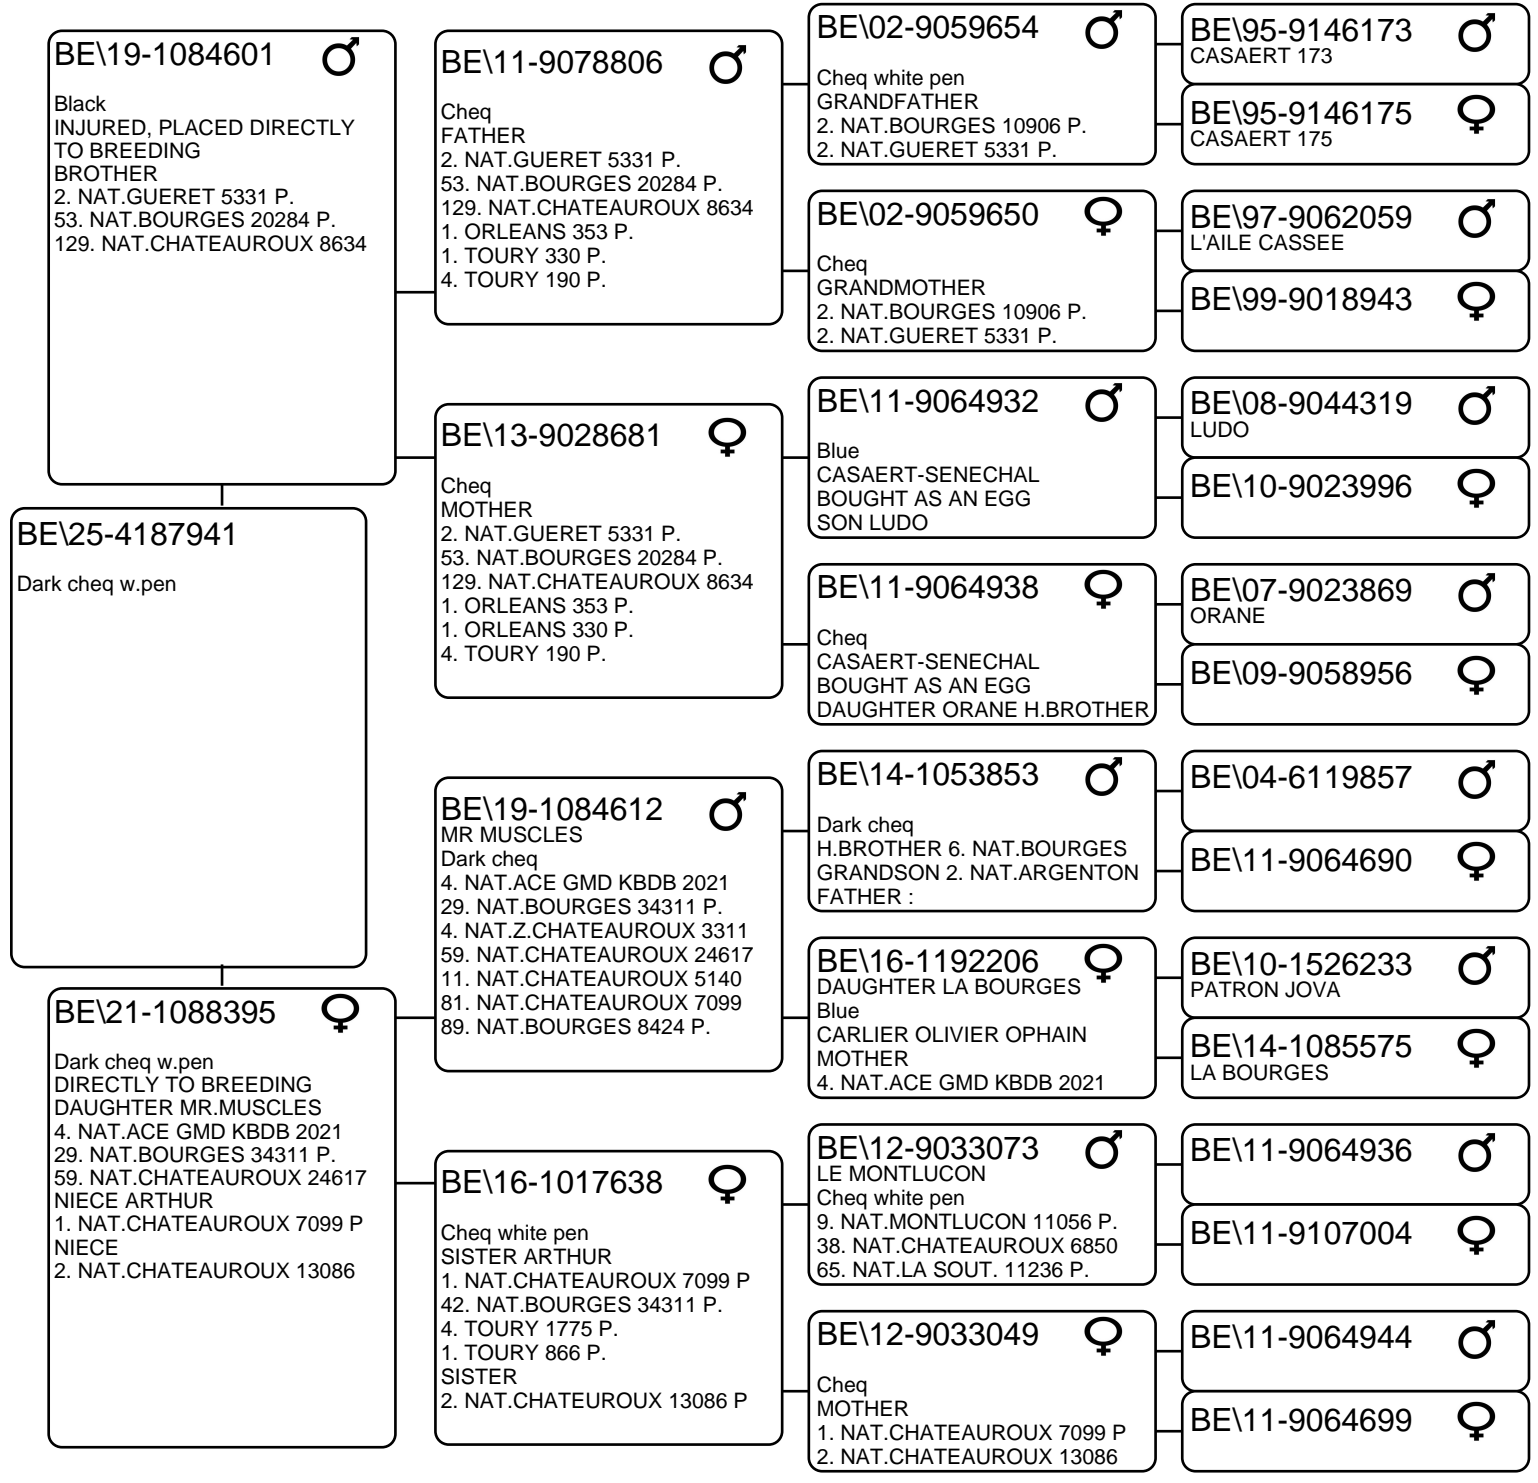 BE\19-1084601
Black
INJURED, PLACED DIRECTLY
TO BREEDING
BROTHER
2. NAT.GUERET 5331 P.
53. NAT.BOURGES 20284 P.
129. NAT.CHATEAUROUX 8634
BE\25-4187941
Dark cheq w.pen
BE\21-1088395
Dark cheq w.pen
DIRECTLY TO BREEDING
DAUGHTER MR.MUSCLES
4. NAT.ACE GMD KBDB 2021
29. NAT.BOURGES 34311 P.
59. NAT.CHATEAUROUX 24617
NIECE ARTHUR
1. NAT.CHATEAUROUX 7099 P
NIECE
2. NAT.CHATEAUROUX 13086
BE\11-9078806
Cheq
FATHER
2. NAT.GUERET 5331 P.
53. NAT.BOURGES 20284 P.
129. NAT.CHATEAUROUX 8634
1. ORLEANS 353 P.
1. TOURY 330 P.
4. TOURY 190 P.
BE\13-9028681
Cheq
MOTHER
2. NAT.GUERET 5331 P.
53. NAT.BOURGES 20284 P.
129. NAT.CHATEAUROUX 8634
1. ORLEANS 353 P.
1. ORLEANS 330 P.
4. TOURY 190 P.
BE\19-1084612
MR MUSCLES
Dark cheq
4. NAT.ACE GMD KBDB 2021
29. NAT.BOURGES 34311 P.
4. NAT.Z.CHATEAUROUX 3311
59. NAT.CHATEAUROUX 24617
11. NAT.CHATEAUROUX 5140
81. NAT.CHATEAUROUX 7099
89. NAT.BOURGES 8424 P.
BE\16-1017638
Cheq white pen
SISTER ARTHUR
1. NAT.CHATEAUROUX 7099 P
42. NAT.BOURGES 34311 P.
4. TOURY 1775 P.
1. TOURY 866 P.
SISTER
2. NAT.CHATEUROUX 13086 P
BE\02-9059654
Cheq white pen
GRANDFATHER
2. NAT.BOURGES 10906 P.
2. NAT.GUERET 5331 P.
BE\02-9059650
Cheq
GRANDMOTHER
2. NAT.BOURGES 10906 P.
2. NAT.GUERET 5331 P.
BE\11-9064932
Blue
CASAERT-SENECHAL
BOUGHT AS AN EGG
SON LUDO
BE\11-9064938
Cheq
CASAERT-SENECHAL
BOUGHT AS AN EGG
DAUGHTER ORANE H.BROTHER
BE\14-1053853
Dark cheq
H.BROTHER 6. NAT.BOURGES
GRANDSON 2. NAT.ARGENTON
FATHER :
BE\16-1192206
DAUGHTER LA BOURGES
Blue
CARLIER OLIVIER OPHAIN
MOTHER
4. NAT.ACE GMD KBDB 2021
BE\12-9033073
LE MONTLUCON
Cheq white pen
9. NAT.MONTLUCON 11056 P.
38. NAT.CHATEAUROUX 6850
65. NAT.LA SOUT. 11236 P.
BE\12-9033049
Cheq
MOTHER
1. NAT.CHATEAUROUX 7099 P
2. NAT.CHATEAUROUX 13086
BE\95-9146173
CASAERT 173
BE\95-9146175
CASAERT 175
BE\97-9062059
L'AILE CASSEE
BE\99-9018943
BE\08-9044319
LUDO
BE\10-9023996
BE\07-9023869
ORANE
BE\09-9058956
BE\04-6119857
BE\11-9064690
BE\10-1526233
PATRON JOVA
BE\14-1085575
LA BOURGES
BE\11-9064936
BE\11-9107004
BE\11-9064944
BE\11-9064699